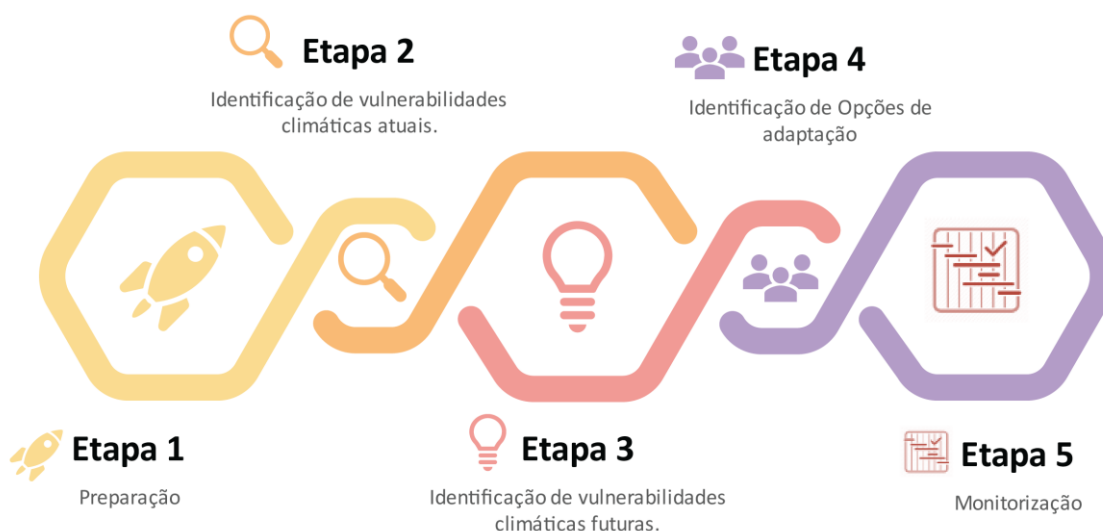 Etapa 2
Identificação de vulnerabilidades
climáticas atuais.
Etapa 4
Identificação de Opções de
adaptação
Etapa 1
Preparação
Etapa 3
Identificação de vulnerabilidades
climáticas futuras.
Etapa 5
Monitorização